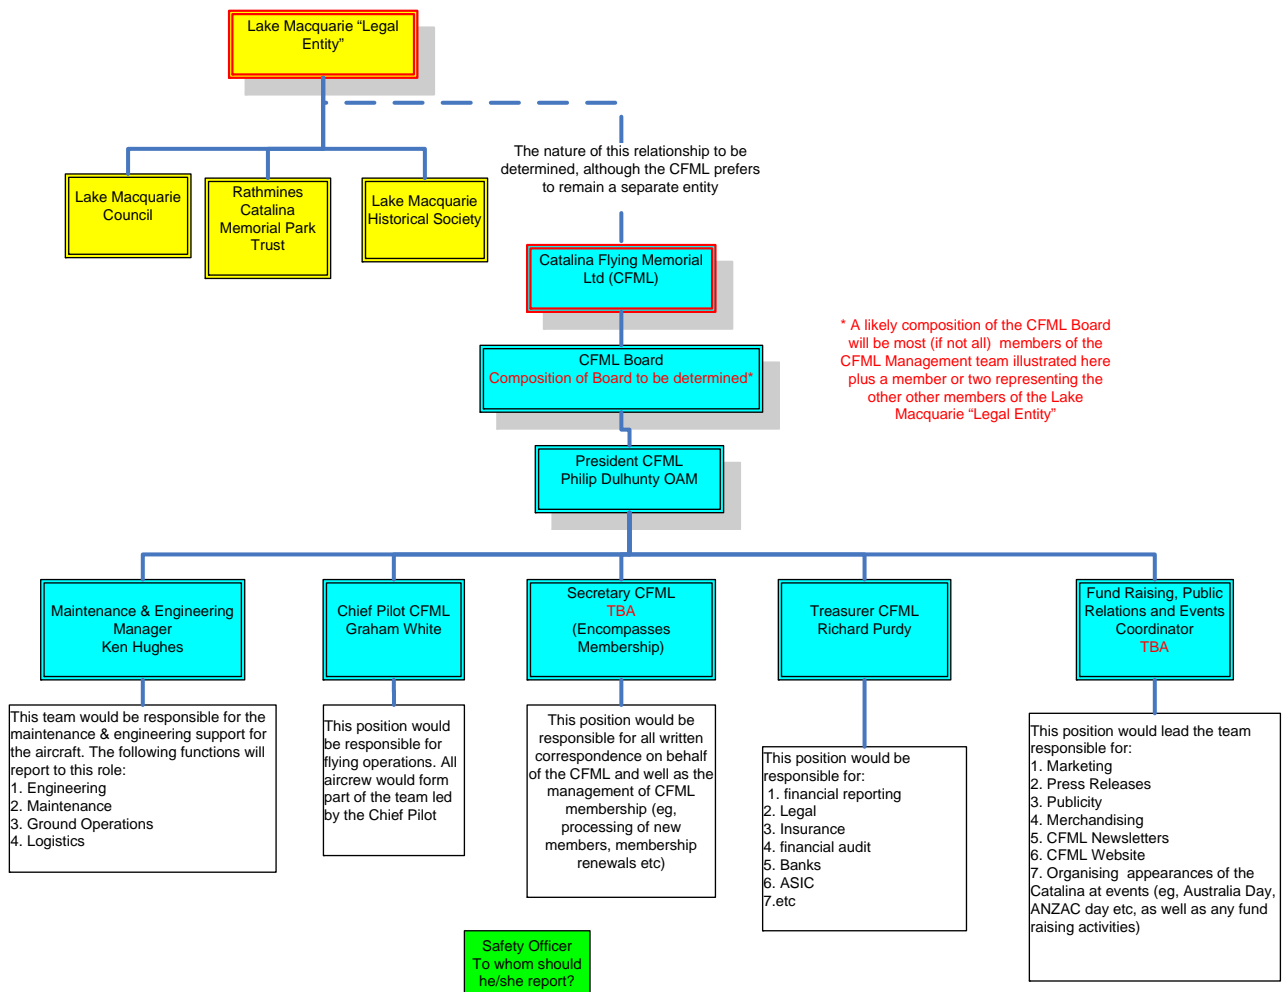 Lake Macquarie “Legal
Entity”
The nature of this relationship to be
determined, although the CFML prefers
to remain a separate entity
Lake Macquarie
Council
Rathmines
Catalina
Memorial Park
Trust
Lake Macquarie
Historical Society
Catalina Flying Memorial
Ltd (CFML)
* A likely composition of the CFML Board
will be most (if not all)  members of the
CFML Management team illustrated here
plus a member or two representing the
other other members of the Lake
Macquarie “Legal Entity”
CFML Board
Composition of Board to be determined*
President CFML
Philip Dulhunty OAM
Maintenance & Engineering
Manager
Ken Hughes
Chief Pilot CFML
Graham White
Secretary CFML
TBA
(Encompasses
Membership)
Treasurer CFML
Richard Purdy
Fund Raising, Public
Relations and Events
Coordinator
TBA
This team would be responsible for the
maintenance & engineering support for
the aircraft. The following functions will
report to this role:
1. Engineering
2. Maintenance
3. Ground Operations
4. Logistics
This position would
be responsible for
flying operations. All
aircrew would form
part of the team led
by the Chief Pilot
This position would be
responsible for all written
correspondence on behalf
of the CFML and well as the
management of CFML
membership (eg,
processing of new
members, membership
renewals etc)
This position would be
responsible for:
1. financial reporting
2. Legal
3. Insurance
4. financial audit
5. Banks
6. ASIC
7.etc
This position would lead the team
responsible for:
1. Marketing
2. Press Releases
3. Publicity
4. Merchandising
5. CFML Newsletters
6. CFML Website
7. Organising  appearances of the
Catalina at events (eg, Australia Day,
ANZAC day etc, as well as any fund
raising activities)
Safety Officer
To whom should
he/she report?